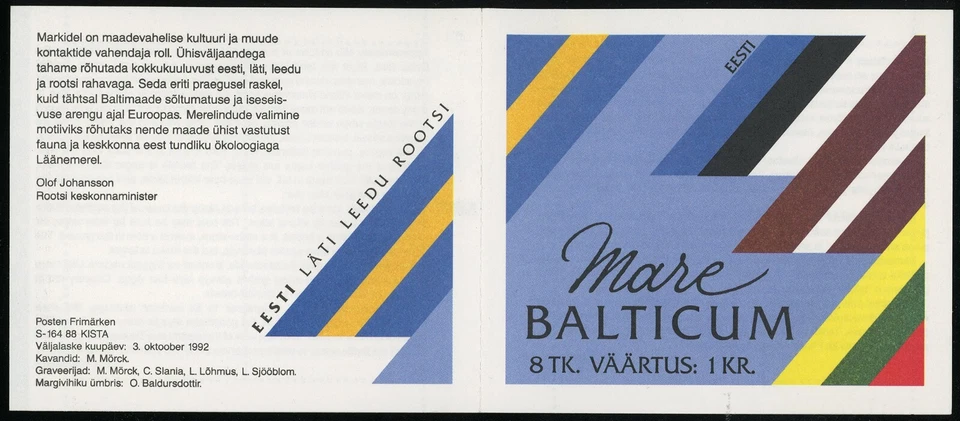 Markidel on maadevahelise kultuuri ja muude
kontaktide vahendaja roll. Ühisväljaandega
tahame rõhutada kokkukuuluvust eesti, läti, leedu
ja rootsi rahavaga. Seda eriti praegusel raskel,
kuid tähtsal Baltimaade sõltumatuse ja iseseis-
vuse arengu ajal Euroopas. Merelindude valimine
motiiviks rõhutaks nende maade ühist vastutust
fauna ja keskkonna eest tundliku ökoloogiaga
Läänemerel.
Olof Johansson
Rootsi keskonnaminister
EESTI LÄTI LEEDU ROOTSI
Posten Frimärken
S-164 88 KISTA
Väljalaske kuupäev: 3. oktoober 1992
Kavandid: M. Mörck.
Graveerijad: M. Mörck, C. Slania, L. Lõhmus, L. Sjööblom.
Margivihiku ümbris: O. Baldursdottir.
EESTI
Mare
BALTICUM
8 TK. VÄÄRTUS: 1 KR.